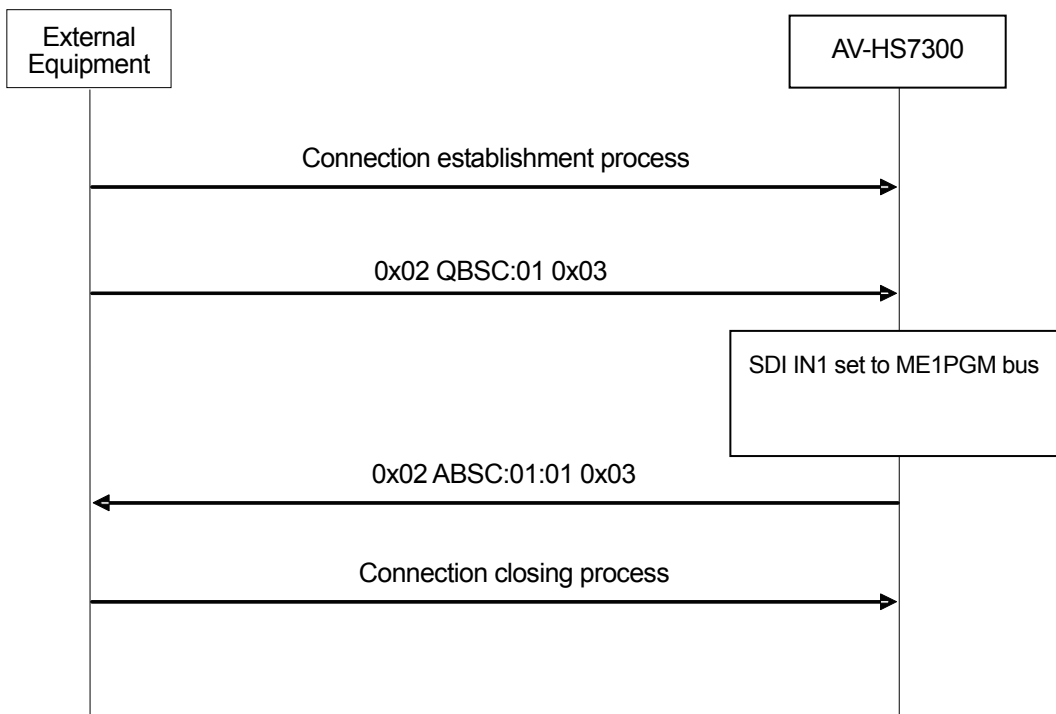 External
Equipment
AV-HS7300
Connection establishment process
0x02 QBSC:01 0x03
SDI IN1 set to ME1PGM bus
0x02 ABSC:01:01 0x03
Connection closing process